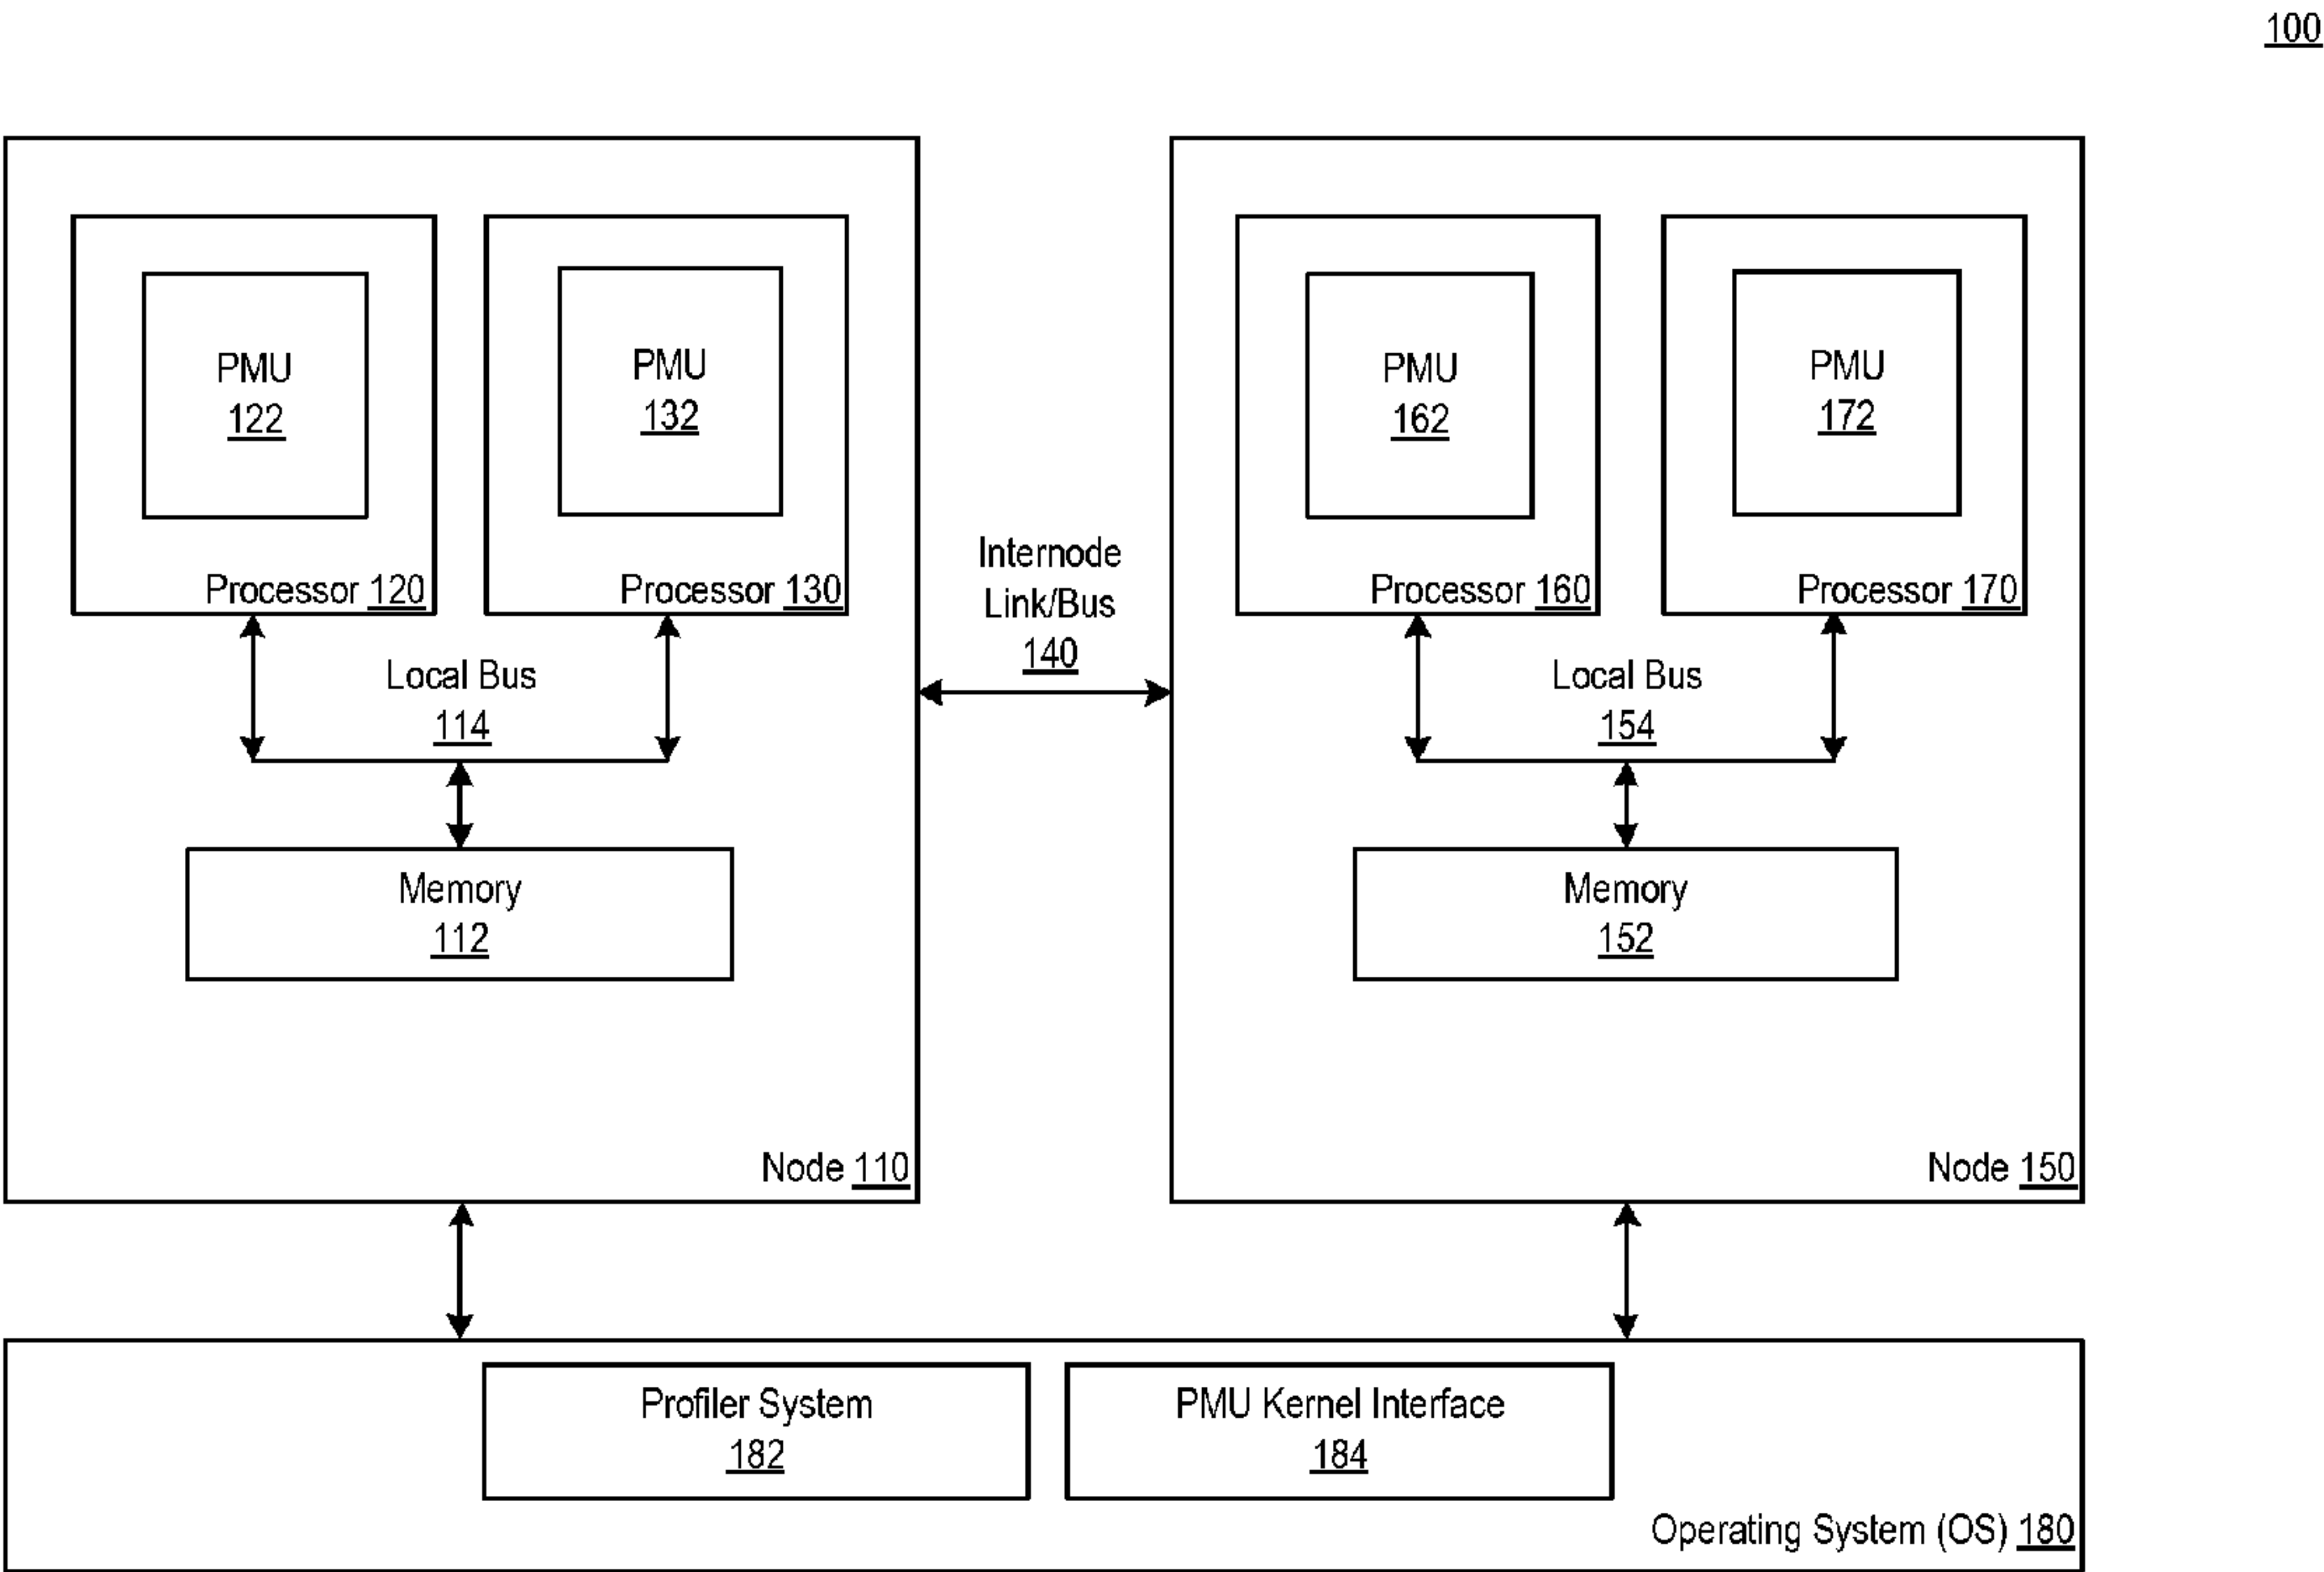 100
PMU
122
Processor 120
PMU
132
Processor 130
Local Bus
114
Memory
112
Node 110
Internode
Link/Bus
140
PMU
162
Processor 160
PMU
172
Processor 170
Local Bus
154
Memory
152
Node 150
Profiler System
182
PMU Kernel Interface
184
Operating System (OS) 180